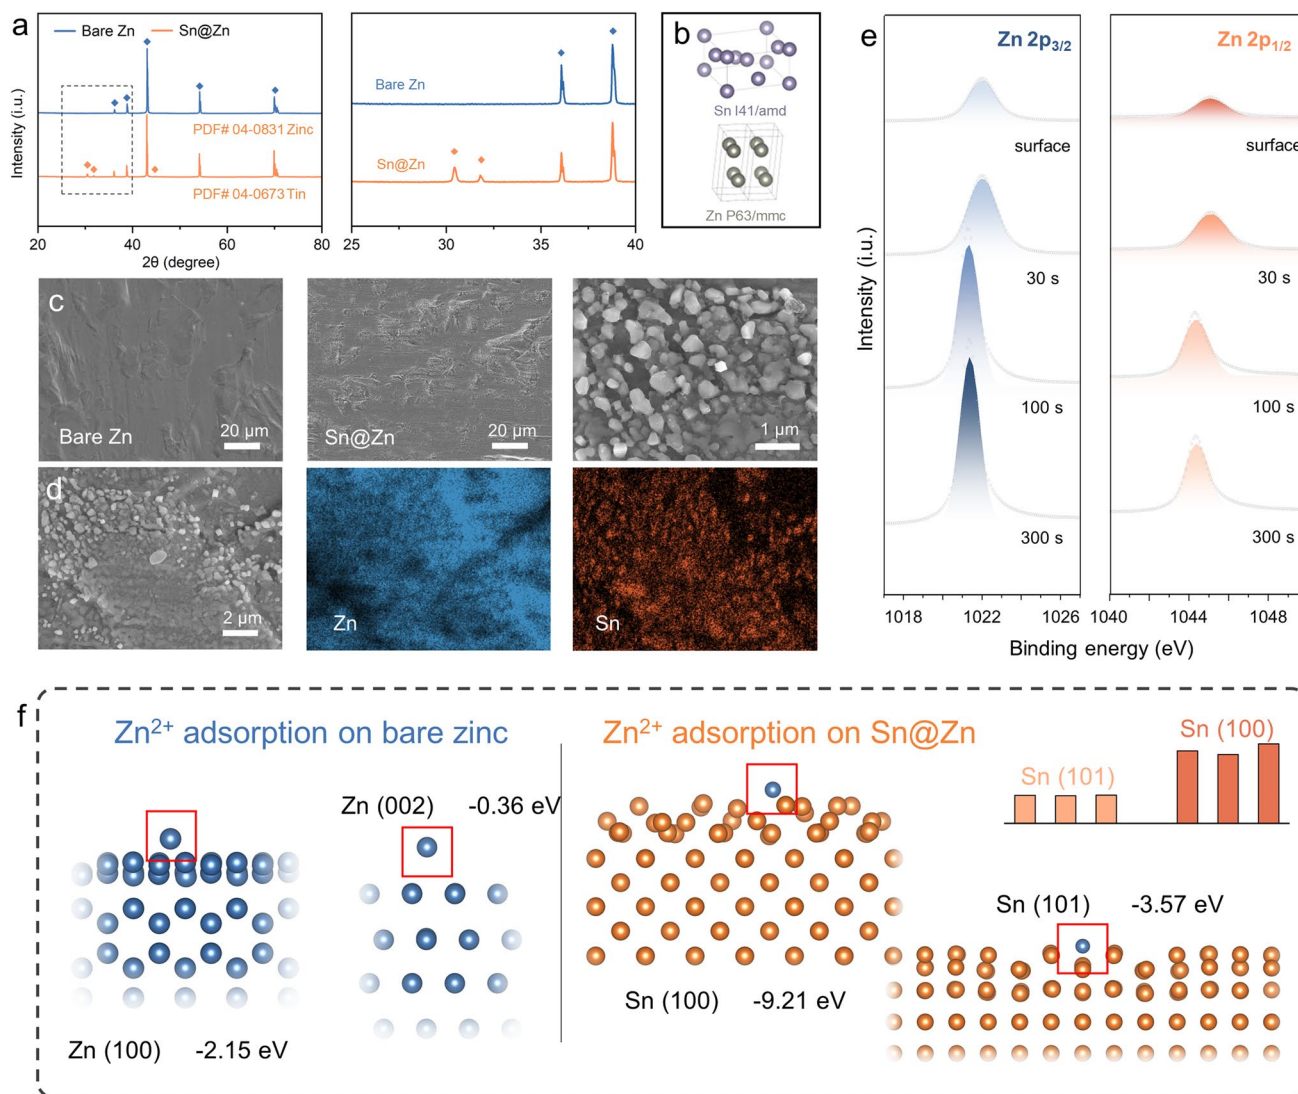 a
Bare Zn
Sn@Zn
PDF# 04-0831 Zinc
PDF# 04-0673 Tin
Intensity (i.u.)
20 40 60 80
2θ (degree)
Bare Zn
Sn@Zn
25 30 35 40
b
Sn I41/amd
Zn P63/mmc
c
Bare Zn
20 μm
Sn@Zn
20 μm
1 μm
d
2 μm
Zn
Sn
e
Zn 2p3/2
Zn 2p1/2
surface
surface
30 s
30 s
100 s
100 s
300 s
300 s
Intensity (i.u.)
1018 1022 1026
1040 1044 1048
Binding energy (eV)
f
Zn²⁺ adsorption on bare zinc
Zn (002) -0.36 eV
Zn (100) -2.15 eV
Zn²⁺ adsorption on Sn@Zn
Sn (100)
Sn (101)
Sn (101) -3.57 eV
Sn (100) -9.21 eV